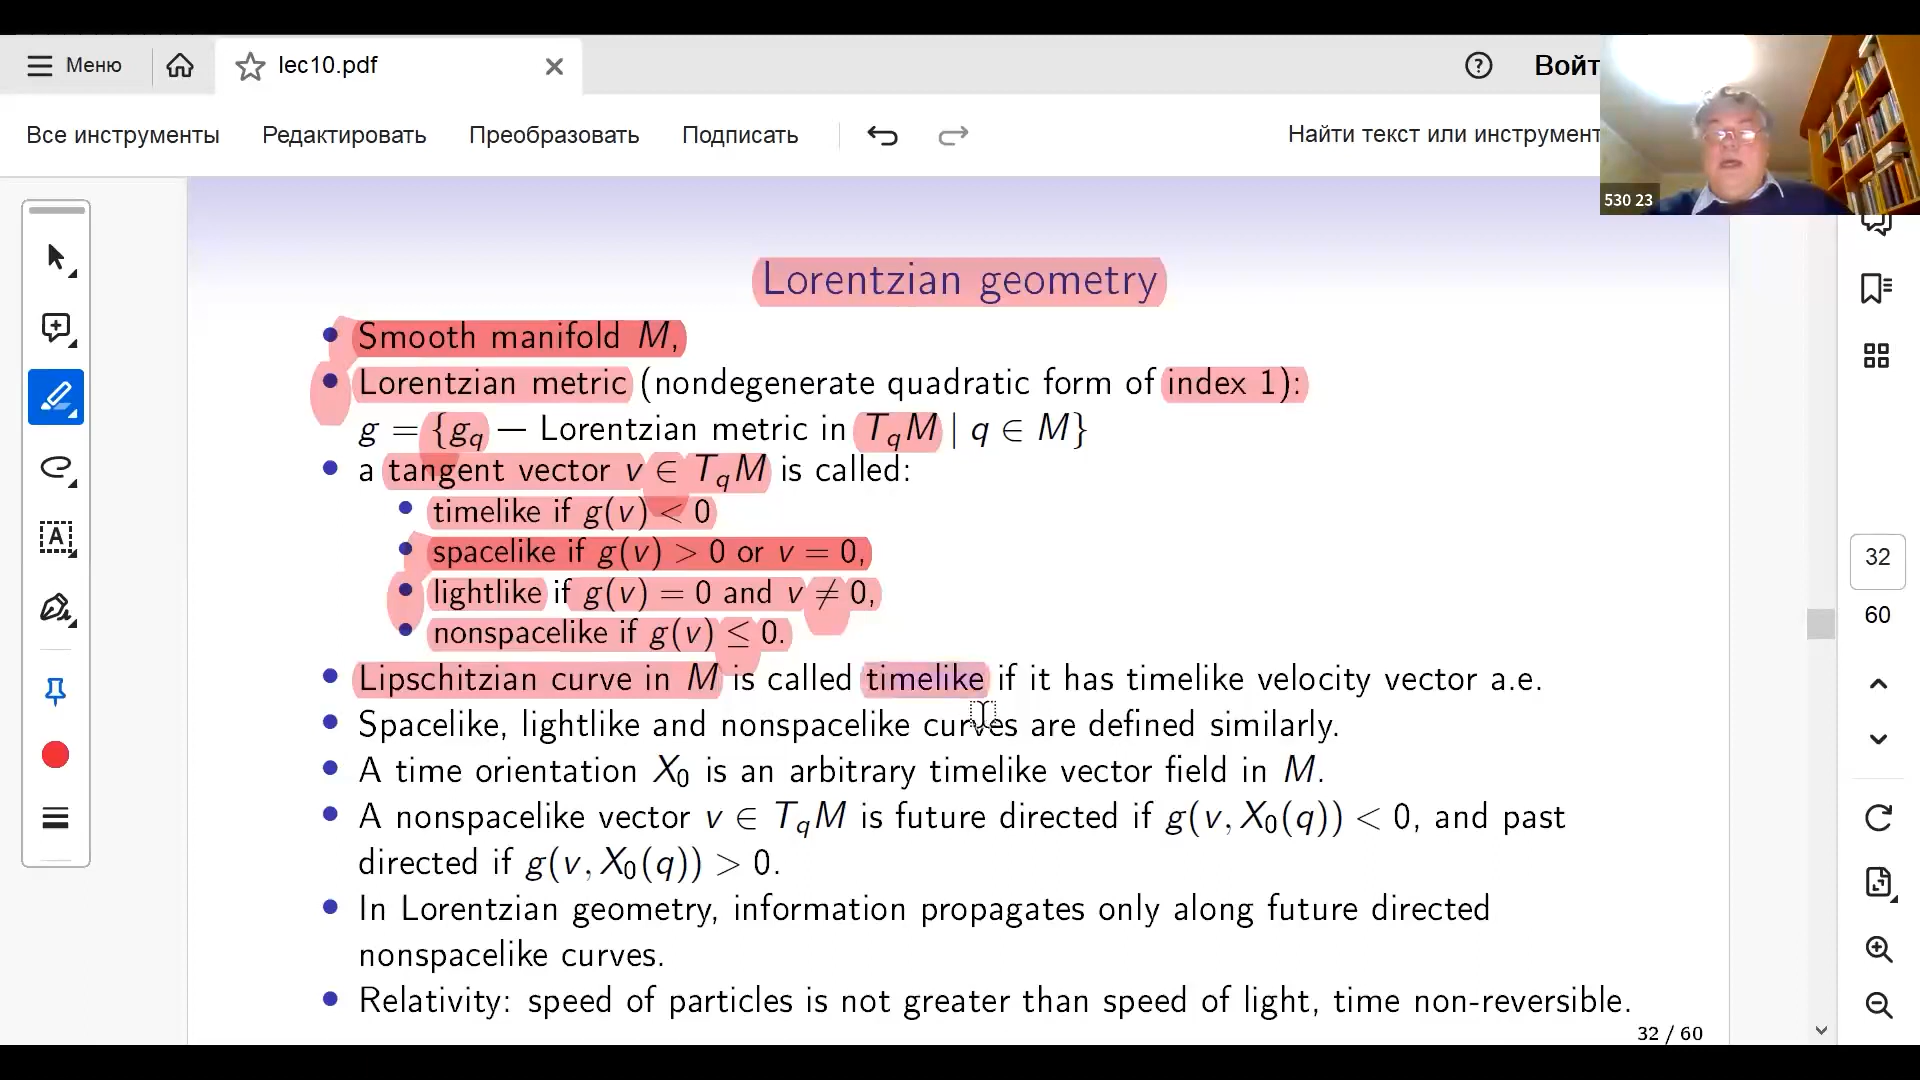 Меню
lec10.pdf
Войт
Все инструменты
Редактировать
Преобразовать
Подписать
Найти текст или инструмент
530 23
Lorentzian geometry
Smooth manifold M,
Lorentzian metric (nondegenerate quadratic form of index 1):
g = {g_q — Lorentzian metric in T_qM | q ∈ M}
a tangent vector v ∈ T_qM is called:
timelike if g(v) < 0
spacelike if g(v) > 0 or v = 0,
lightlike if g(v) = 0 and v ≠ 0,
nonspacelike if g(v) ≤ 0.
Lipschitzian curve in M is called timelike if it has timelike velocity vector a.e.
Spacelike, lightlike and nonspacelike curves are defined similarly.
A time orientation X₀ is an arbitrary timelike vector field in M.
A nonspacelike vector v ∈ T_qM is future directed if g(v, X₀(q)) < 0, and past
directed if g(v, X₀(q)) > 0.
In Lorentzian geometry, information propagates only along future directed
nonspacelike curves.
Relativity: speed of particles is not greater than speed of light, time non-reversible.
32 / 60
32
60